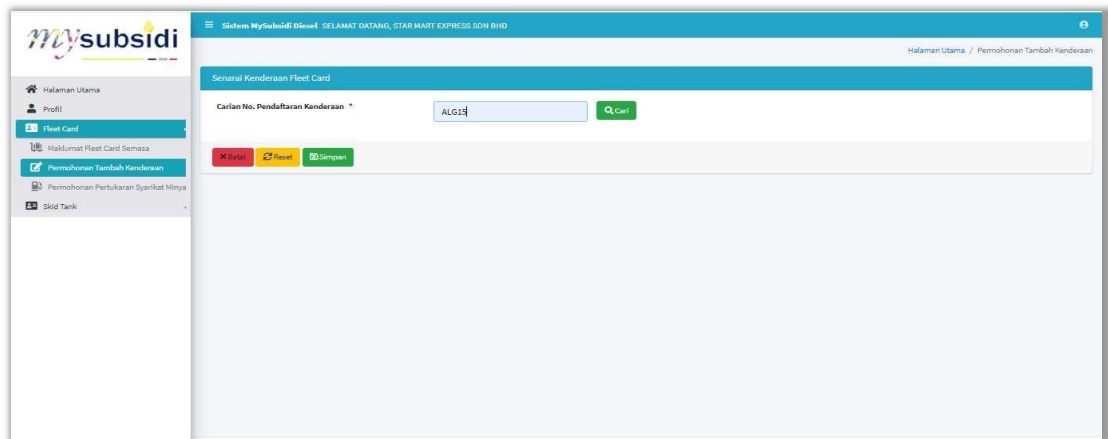 mysubsidi
Sistem MySubsidi Diesel SELAMAT DATANG, STAR MART EXPRESS SDN BHD
Halaman Utama / Permohonan Tambah Kenderaan
Halaman Utama
Profil
Fleet Card
Maklumat Fleet Card Semasa
Permohonan Tambah Kenderaan
Permohonan Pertukaran Syarikat Minya
Skid Tank
Senarai Kenderaan Fleet Card
Carian No. Pendaftaran Kenderaan * ALG15 Cari
Batal Reset Simpan